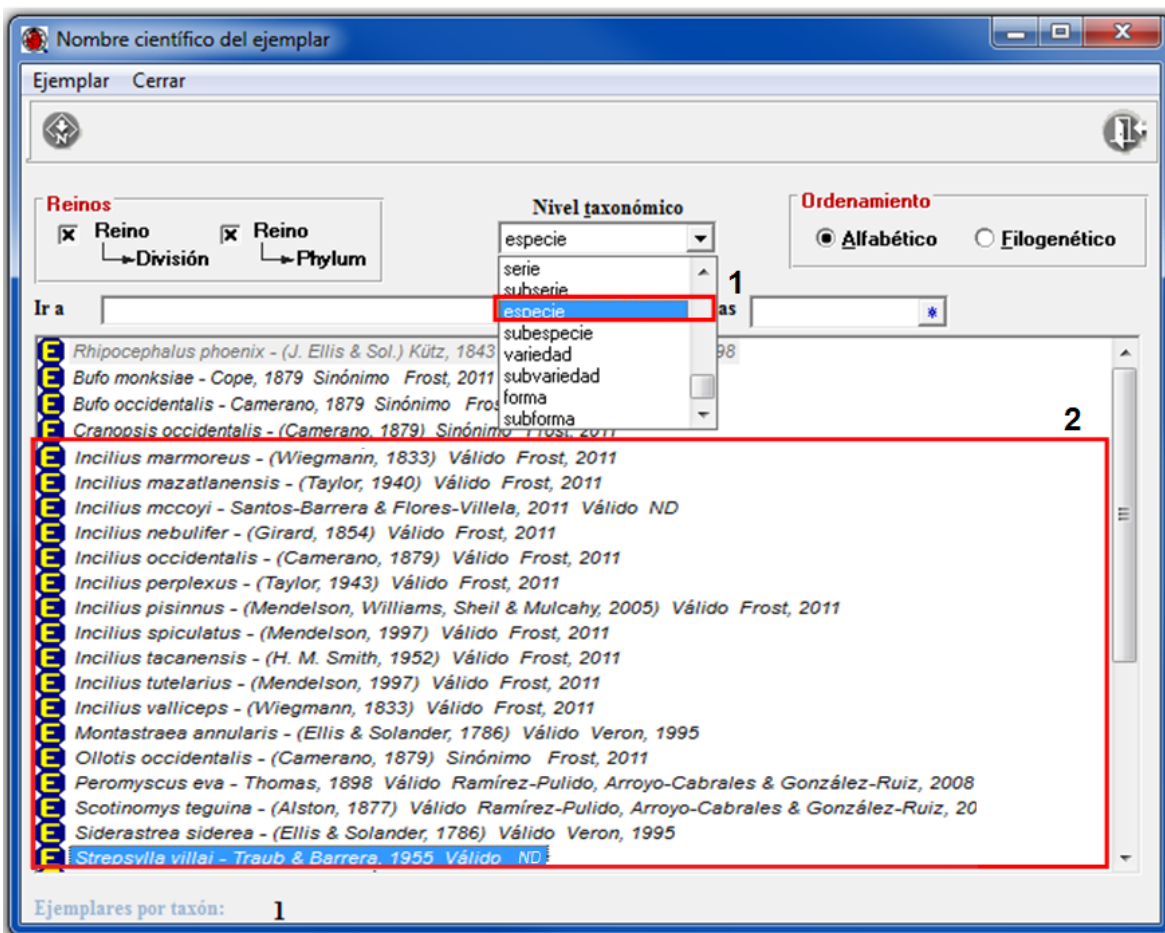 Nombre científico del ejemplar
Ejemplar Cerrar
N
Reinos
Reino
División
Reino
Phylum
Nivel taxonómico
especie
Ordenamiento
Alfabético
Filogenético
serie
subserie
especie
subespecie
variedad
subvariedad
forma
subforma
1
Ir a
as
Rhipocephalus phoenix - (J. Ellis & Sol.) Kütz, 1843 98
Bufo monksiae - Cope, 1879 Sinónimo Frost, 2011
Bufo occidentalis - Camerano, 1879 Sinónimo Fros
Cranopsis occidentalis - (Camerano, 1879) Sinónimo Frost, 2011
2
Incilius marmoreus - (Wiegmann, 1833) Válido Frost, 2011
Incilius mazatlanensis - (Taylor, 1940) Válido Frost, 2011
Incilius mccoyi - Santos-Barrera & Flores-Villela, 2011 Válido ND
Incilius nebulifer - (Girard, 1854) Válido Frost, 2011
Incilius occidentalis - (Camerano, 1879) Válido Frost, 2011
Incilius perplexus - (Taylor, 1943) Válido Frost, 2011
Incilius pisinnus - (Mendelson, Williams, Sheil & Mulcahy, 2005) Válido Frost, 2011
Incilius spiculatus - (Mendelson, 1997) Válido Frost, 2011
Incilius tacanensis - (H. M. Smith, 1952) Válido Frost, 2011
Incilius tutelarius - (Mendelson, 1997) Válido Frost, 2011
Incilius valliceps - (Wiegmann, 1833) Válido Frost, 2011
Montastraea annularis - (Ellis & Solander, 1786) Válido Veron, 1995
Ollotis occidentalis - (Camerano, 1879) Sinónimo Frost, 2011
Peromyscus eva - Thomas, 1898 Válido Ramírez-Pulido, Arroyo-Cabrales & González-Ruiz, 2008
Scotinomys teguina - (Alston, 1877) Válido Ramírez-Pulido, Arroyo-Cabrales & González-Ruiz, 20
Siderastrea siderea - (Ellis & Solander, 1786) Válido Veron, 1995
Strepsylla villai - Traub & Barrera, 1955 Válido ND
Ejemplares por taxón: 1